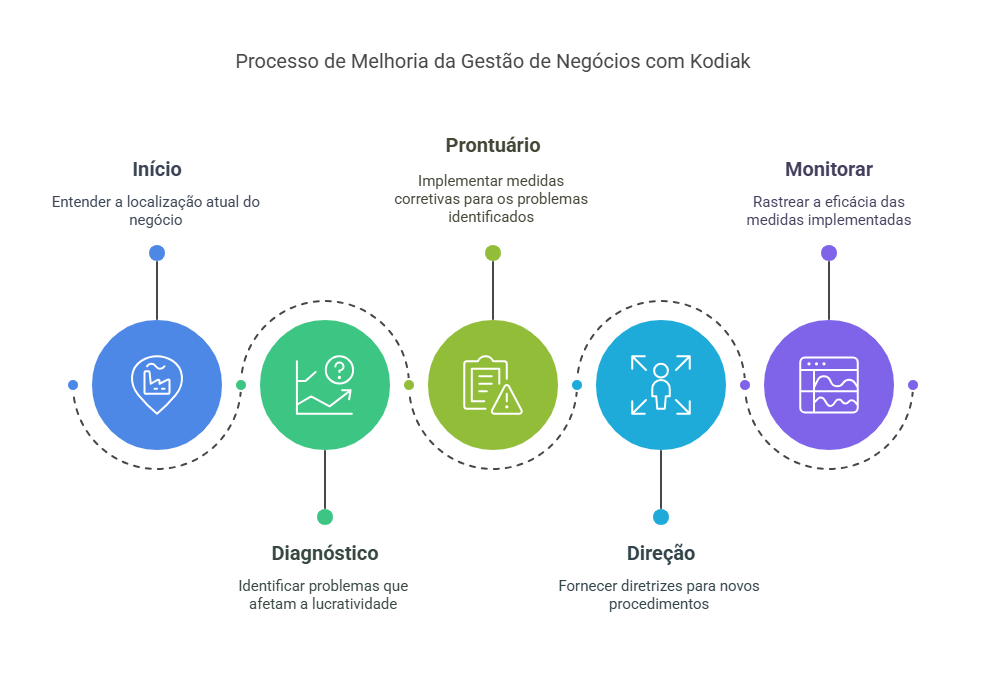 Processo de Melhoria da Gestão de Negócios com Kodiak
Início
Entender a localização atual do
negócio
Prontuário
Implementar medidas
corretivas para os problemas
identificados
Monitorar
Rastrear a eficácia das
medidas implementadas
Diagnóstico
Identificar problemas que
afetam a lucratividade
Direção
Fornecer diretrizes para novos
procedimentos